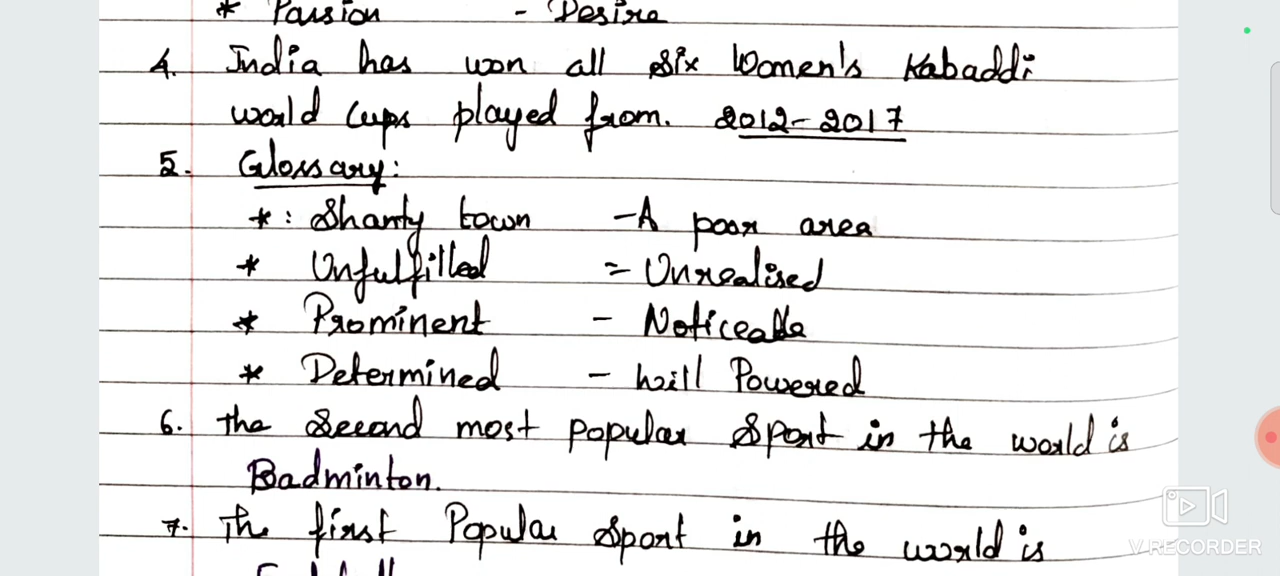 * Passion - Desire
4. India has won all six Women's Kabaddi
world Cups played from. 2012-2017
5. Glossary:
* : Shanty town - A poor area
* Unfulfilled = Unrealised
* Prominent - Noticeable
* Determined - Will Powered
6. the Second most popular Sport in the world is
Badminton.
7. The first Popular Sport in the world is
V RECORDER